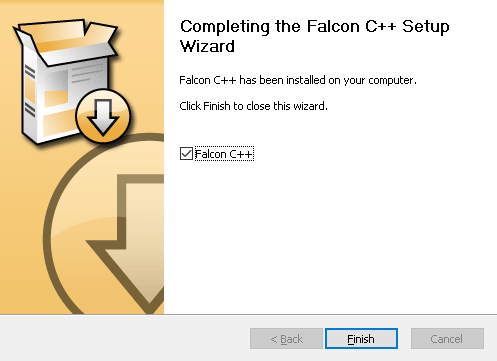 Completing the Falcon C++ Setup
Wizard
Falcon C++ has been installed on your computer.
Click Finish to close this wizard.
Falcon C++
< Back
Finish
Cancel